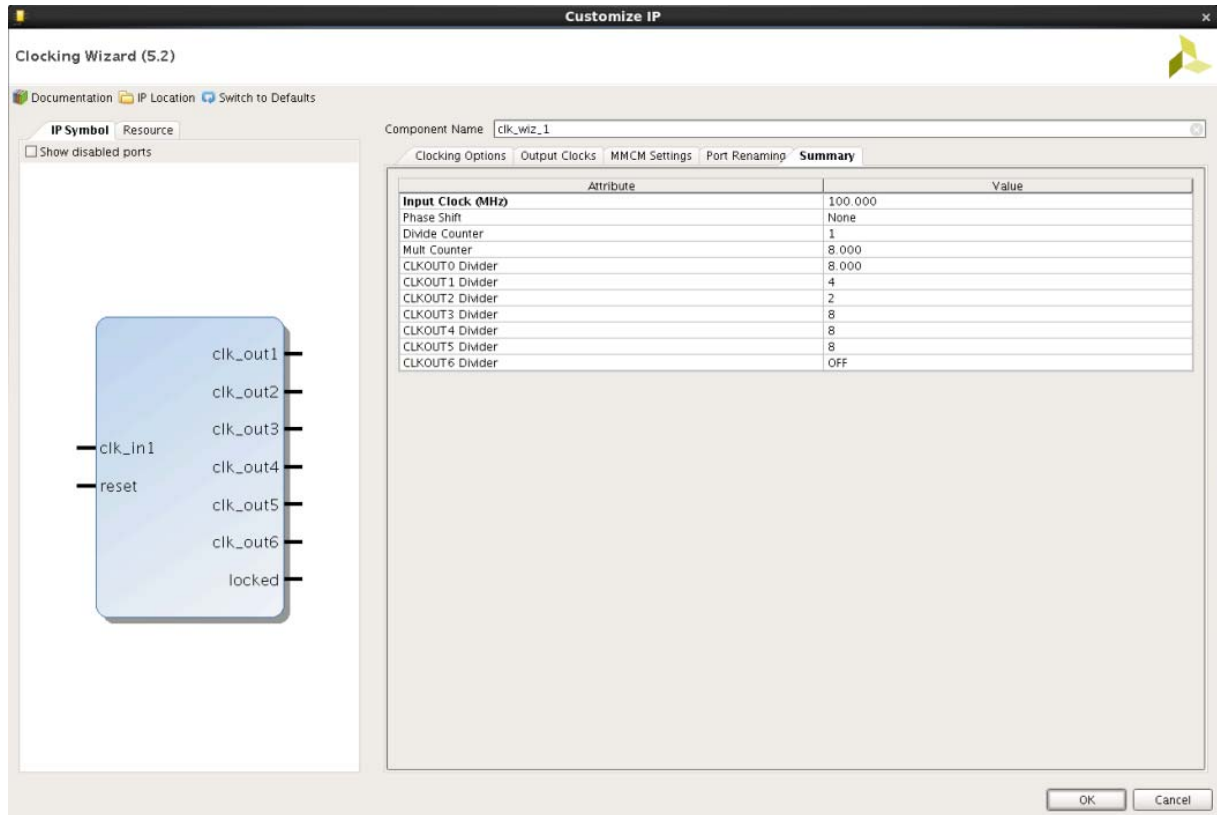 Customize IP
Clocking Wizard (5.2)
Documentation IP Location Switch to Defaults
IP Symbol Resource
Show disabled ports
clk_in1
reset
clk_out1
clk_out2
clk_out3
clk_out4
clk_out5
clk_out6
locked
Component Name clk_wiz_1
Clocking Options Output Clocks MMCM Settings Port Renaming Summary
Attribute Value
Input Clock (MHz) 100.000
Phase Shift None
Divide Counter 1
Mult Counter 8.000
CLKOUT0 Divider 8.000
CLKOUT1 Divider 4
CLKOUT2 Divider 2
CLKOUT3 Divider 8
CLKOUT4 Divider 8
CLKOUT5 Divider 8
CLKOUT6 Divider OFF
OK Cancel